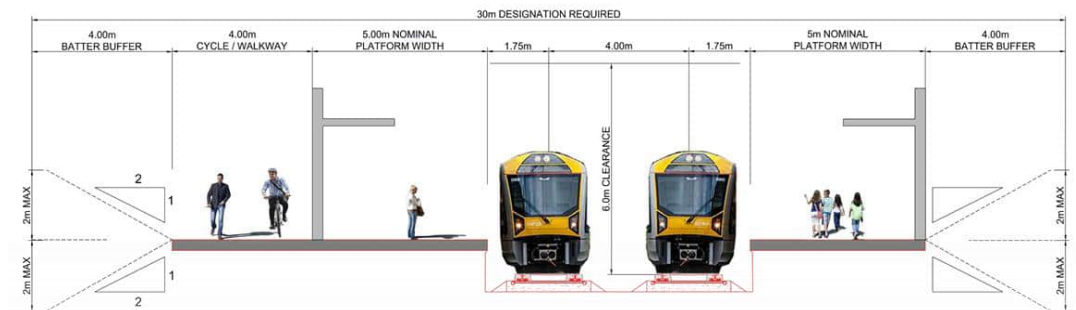 30m DESIGNATION REQUIRED
4.00m
BATTER BUFFER
4.00m
CYCLE / WALKWAY
5.00m NOMINAL
PLATFORM WIDTH
1.75m
4.00m
1.75m
5m NOMINAL
PLATFORM WIDTH
4.00m
BATTER BUFFER
6.0m CLEARANCE
2m MAX
2m MAX
2
1
1
2
2m MAX
2m MAX